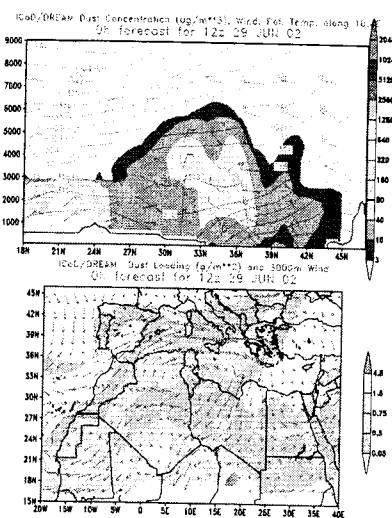 ICoD/DREAM Dust Concentration (ug/m**3), Wind, Pot. Temp. along
0h forecast for 12z 29 JUN 02
9000
8000
7000
6000
5000
4000
3000
2000
1000
18N 21N 24N 27N 30N 33N 36N 39N 42N 45N
2560
1280
640
320
160
80
40
20
10
ICoD/DREAM Dust Loading (g/m**2) and 3000m Wind
0h forecast for 12z 29 JUN 02
45N
42N
39N
36N
33N
30N
27N
24N
21N
18N
15N
20W 15W 10W 5W 0 5E 10E 15E 20E 25E 30E 35E 40E
1.5
0.75
0.5
0.05